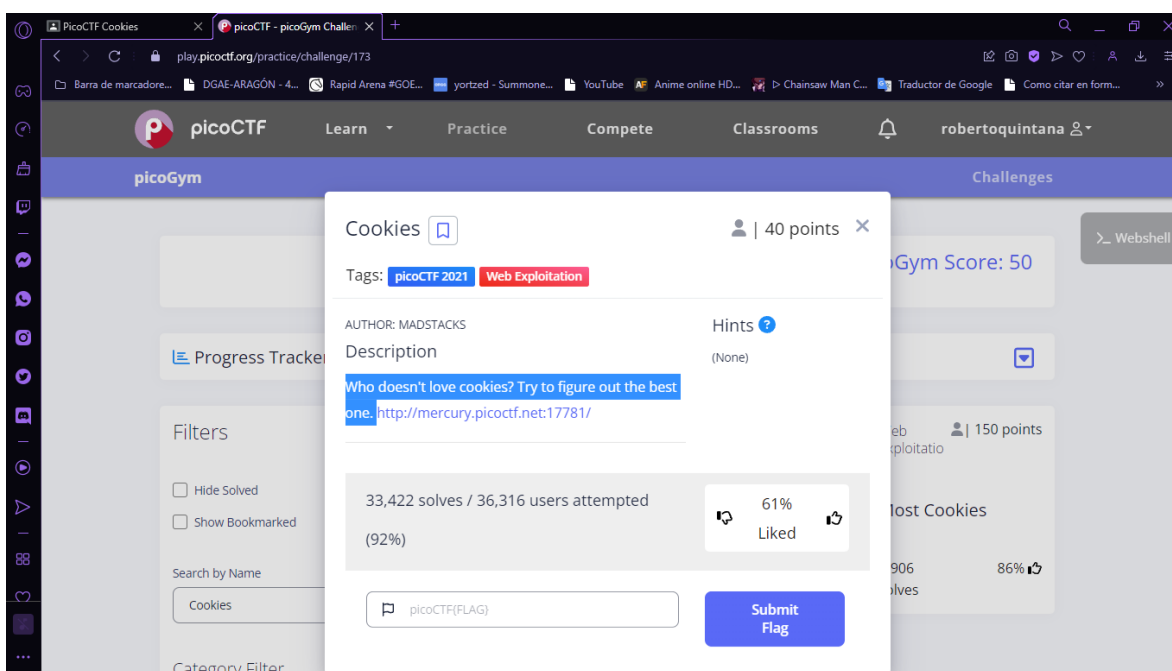 PicoCTF Cookies
picoCTF - picoGym Challen
play.picoctf.org/practice/challenge/173
Barra de marcadore...
DGAE-ARAGÓN - 4...
Rapid Arena #GOE...
yortzed - Summone...
YouTube
AF Anime online HD...
▷ Chainsaw Man C...
Traductor de Google
Como citar en form...
»
picoCTF
Learn
Practice
Compete
Classrooms
robertoquintana
picoGym
Challenges
>_ Webshell
Gym Score: 50
Progress Tracke
Cookies
| 40 points
Tags: picoCTF 2021 Web Exploitation
AUTHOR: MADSTACKS
Description
Who doesn't love cookies? Try to figure out the best
one. http://mercury.picoctf.net:17781/
Hints ?
(None)
33,422 solves / 36,316 users attempted
(92%)
61%
Liked
picoCTF{FLAG}
Submit
Flag
Filters
Hide Solved
Show Bookmarked
Search by Name
Cookies
Category Filter
| 150 points
ost Cookies
906
86%